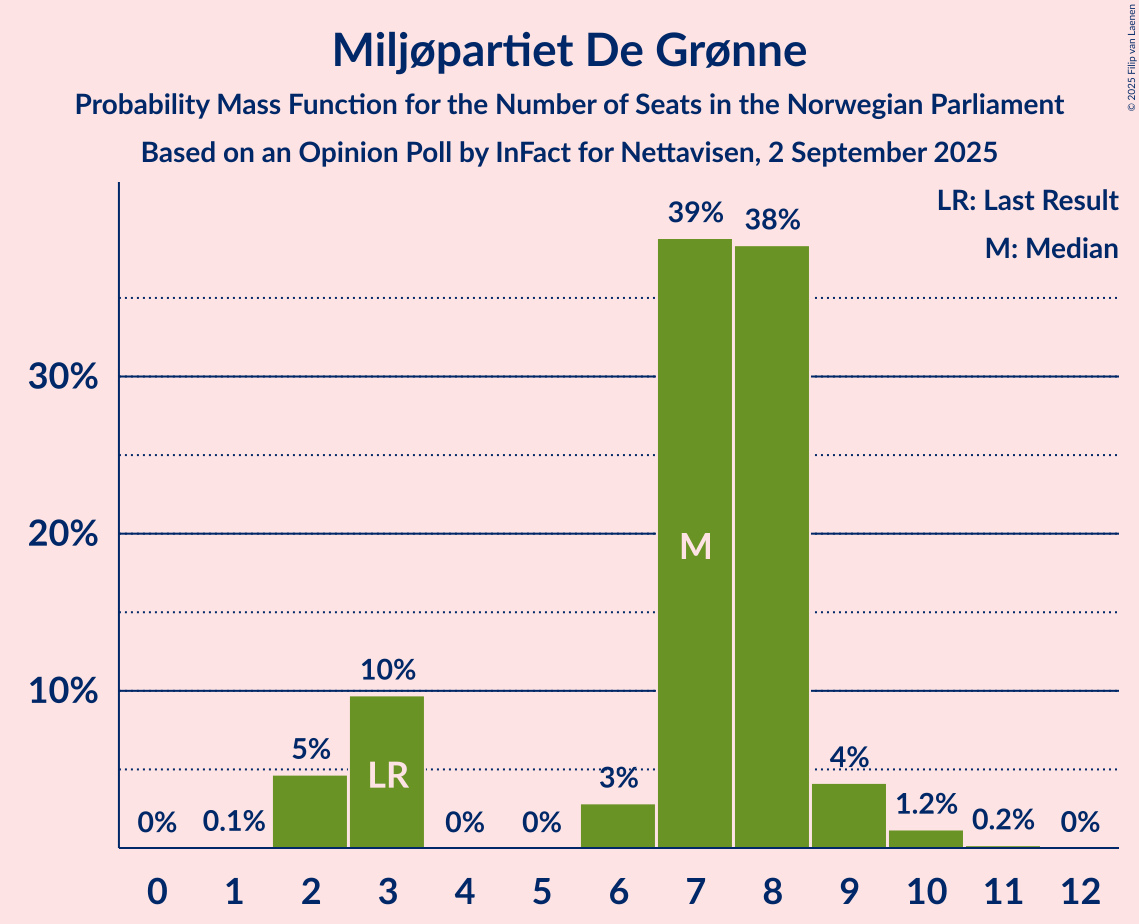 Miljøpartiet De Grønne
Probability Mass Function for the Number of Seats in the Norwegian Parliament
Based on an Opinion Poll by InFact for Nettavisen, 2 September 2025
© 2025 Filip van Laenen
LR: Last Result
M: Median
30%
20%
10%
0%
0.1%
5%
10%
0%
0%
3%
39%
38%
4%
1.2%
0.2%
0%
LR
M
0 1 2 3 4 5 6 7 8 9 10 11 12